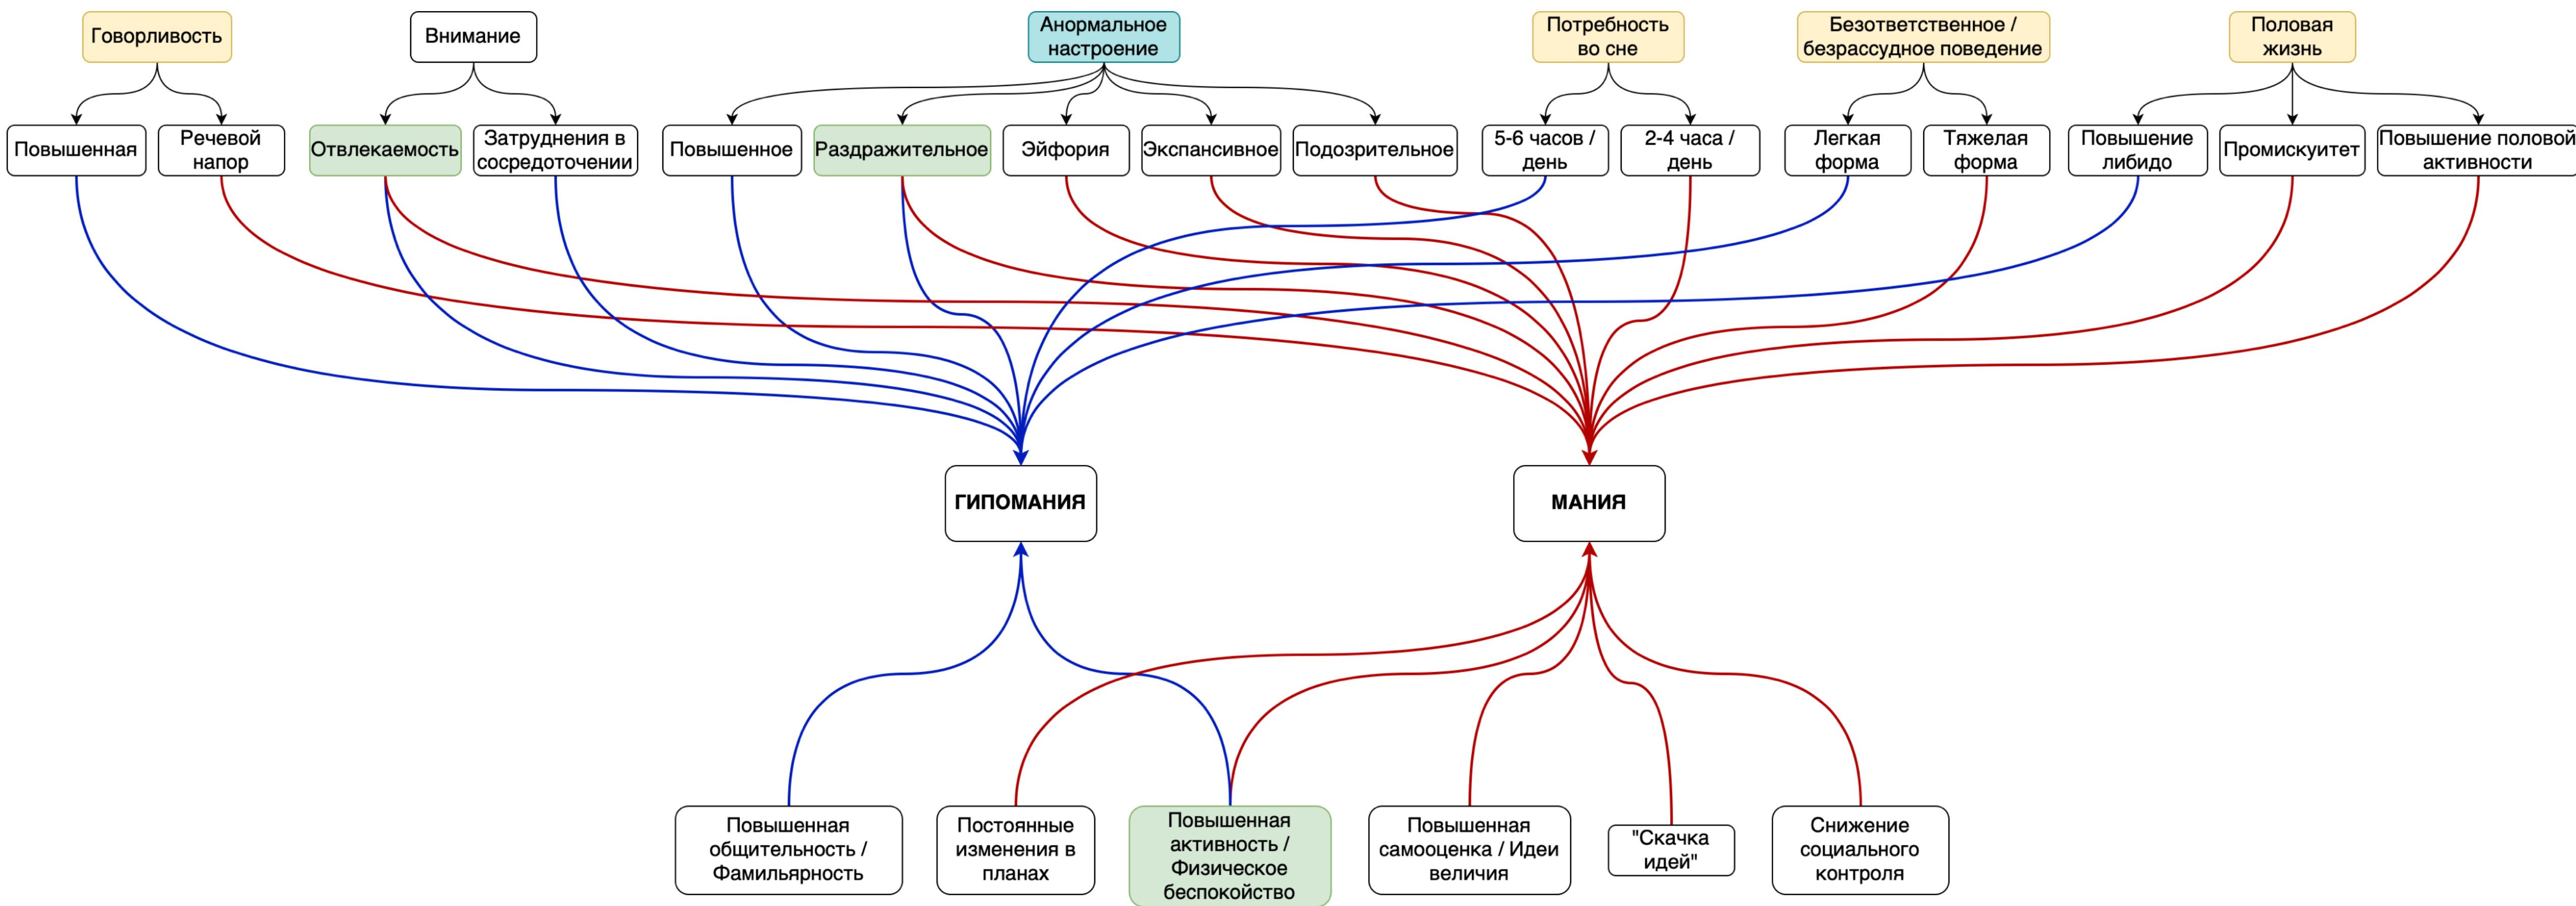 Говорливость
Внимание
Анормальное
настроение
Потребность
во сне
Безответственное /
безрассудное поведение
Половая
жизнь
Повышенная
Речевой
напор
Отвлекаемость
Затруднения в
сосредоточении
Повышенное
Раздражительное
Эйфория
Экспансивное
Подозрительное
5-6 часов /
день
2-4 часа /
день
Легкая
форма
Тяжелая
форма
Повышение
либидо
Промискуитет
Повышение половой
активности
ГИПОМАНИЯ
МАНИЯ
Повышенная
общительность /
Фамильярность
Постоянные
изменения в
планах
Повышенная
активность /
Физическое
беспокойство
Повышенная
самооценка / Идеи
величия
"Скачка
идей"
Снижение
социального
контроля